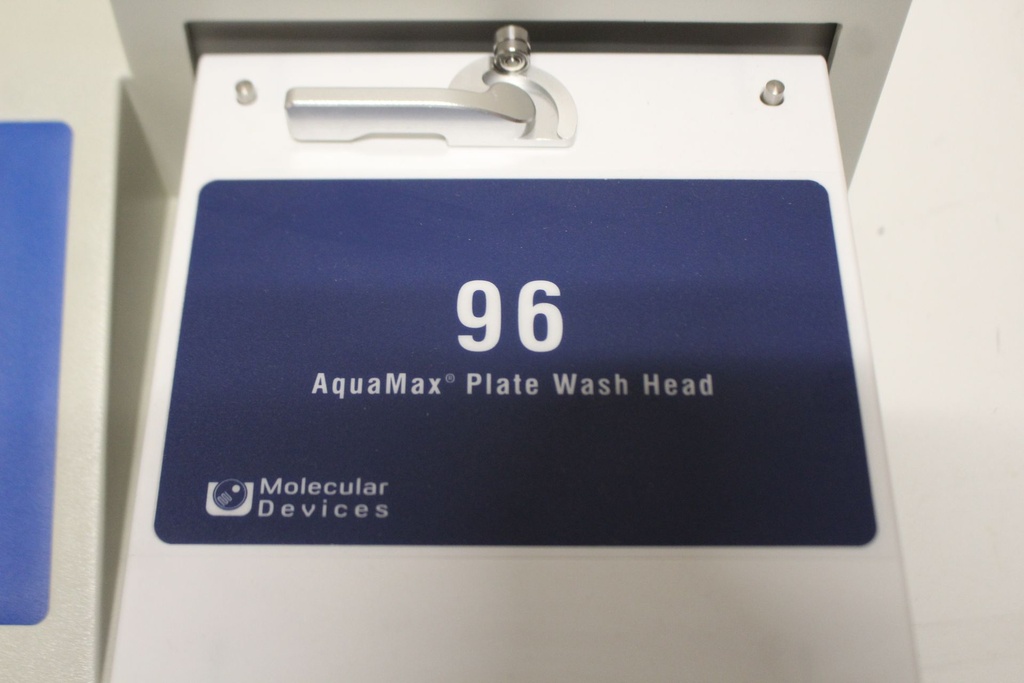 96
AquaMax® Plate Wash Head
Molecular
Devices